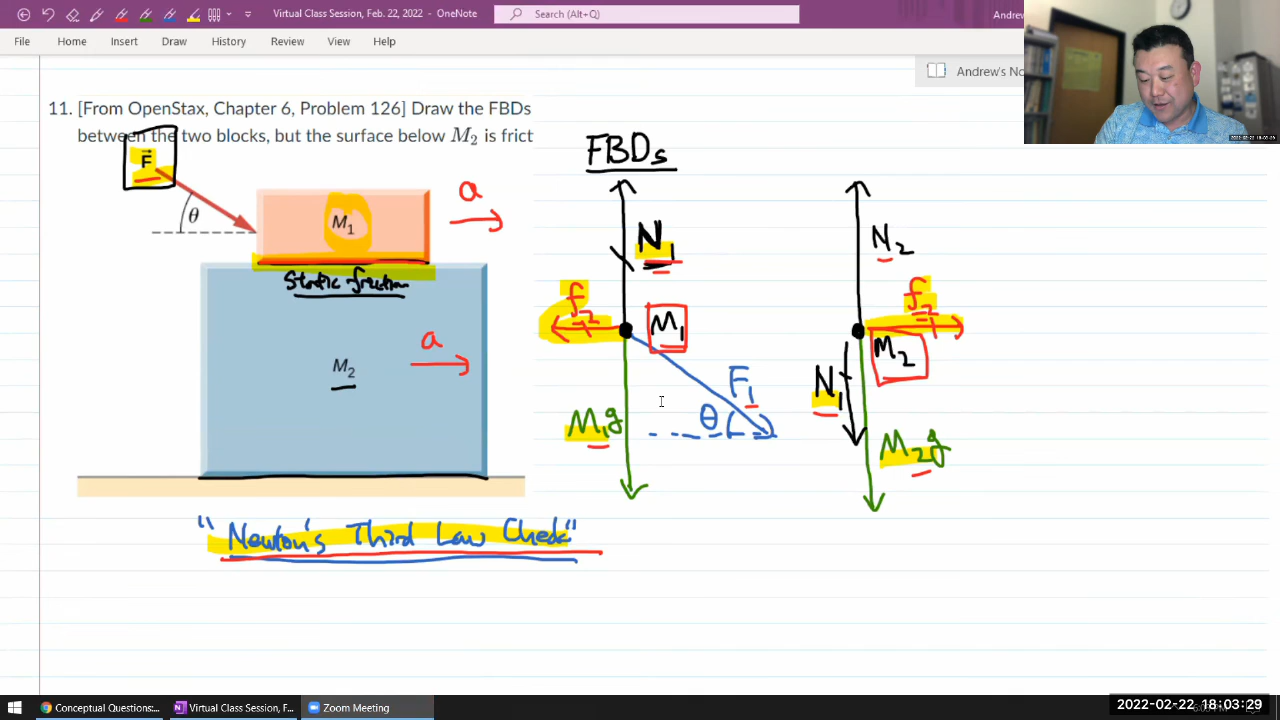 Virtual Class Session, Feb. 22, 2022 - OneNote
Search (Alt+Q)
Andrew
File Home Insert Draw History Review View Help
Andrew's No
11. [From OpenStax, Chapter 6, Problem 126] Draw the FBDs
between the two blocks, but the surface below M₂ is frict
F
θ
M₁
a
Static friction
M₂
a
FBDs
N₁
f₂
M₁
F₁
θ
M₁g
N₂
f₂
M₂
N₁
M₂g
"Newton's Third Law Check"
Conceptual Questions:...
Virtual Class Session, F...
Zoom Meeting
2022-02-22 18:03:29